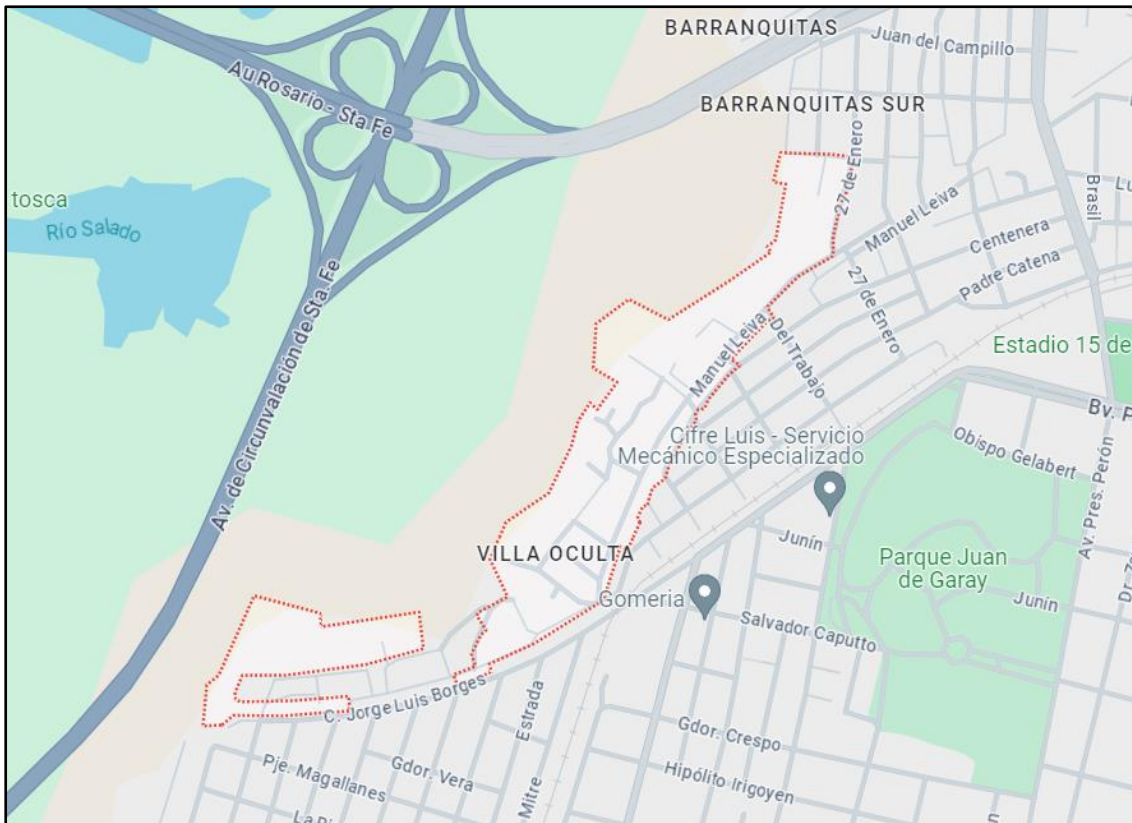 BARRANQUITAS
Juan del Campillo
Au Rosario - Sta. Fe
BARRANQUITAS SUR
27 de Enero
Brasil
tosca
Río Salado
Manuel Leiva
Centenera
Padre Catena
27 de Enero
Av. de Circunvalación de Sta. Fe
Manuel Leiva
Del Trabajo
Estadio 15 de
Bv. P
Cifre Luis - Servicio
Mecánico Especializado
Obispo Gelabert
Av. Pres. Perón
Junín
VILLA OCULTA
Parque Juan
de Garay
Gomeria
Junín
Salvador Caputto
C. Jorge Luis Borges
Estrada
Gdor. Crespo
Pje. Magallanes
Gdor. Vera
Mitre
Hipólito Irigoyen